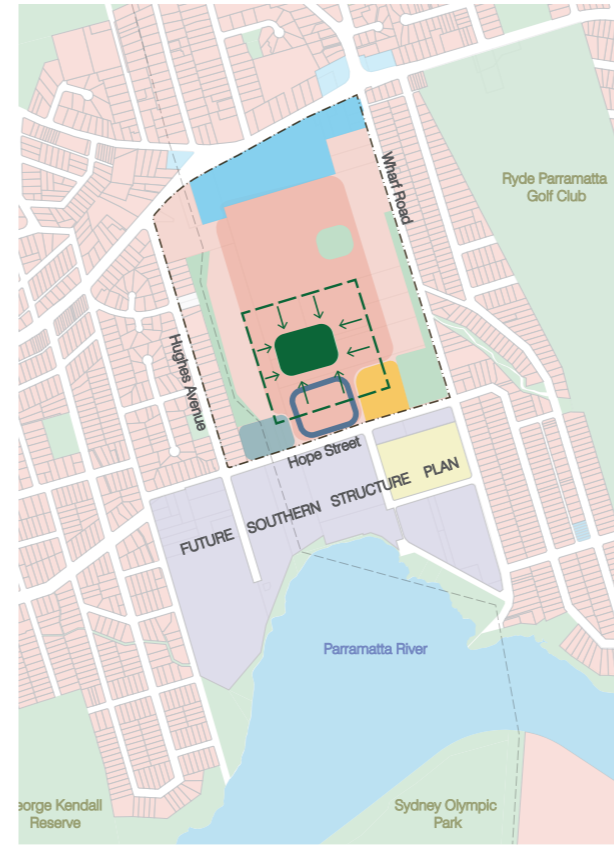 Wharf Road
Ryde Parramatta
Golf Club
Hughes Avenue
Hope Street
FUTURE SOUTHERN STRUCTURE PLAN
Parramatta River
eorge Kendall
Reserve
Sydney Olympic
Park